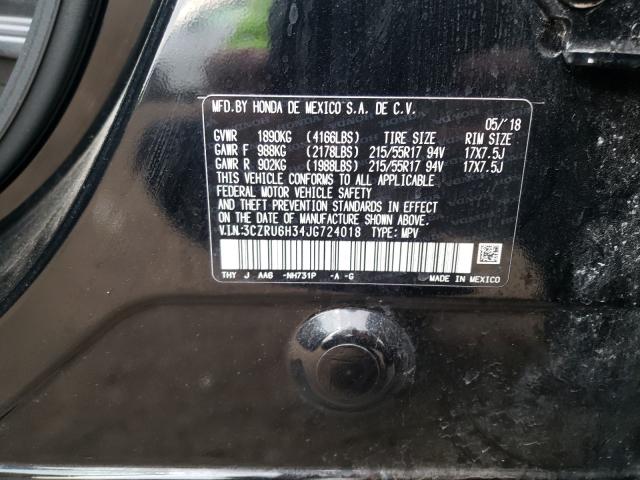 MFD.BY HONDA DE MEXICO S.A. DE C.V.
05/'18
GVWR 1890KG (4166LBS) TIRE SIZE RIM SIZE
GAWR F 988KG (2178LBS) 215/55R17 94V 17X7.5J
GAWR R 902KG (1988LBS) 215/55R17 94V 17X7.5J
THIS VEHICLE CONFORMS TO ALL APPLICABLE
FEDERAL MOTOR VEHICLE SAFETY
AND THEFT PREVENTION STANDARDS IN EFFECT ON
THE DATE OF MANUFACTURE SHOWN ABOVE.
V.I.N:3CZRU6H34JG724018 TYPE: MPV
THY J AA6 -NH731P -A -G MADE IN MEXICO